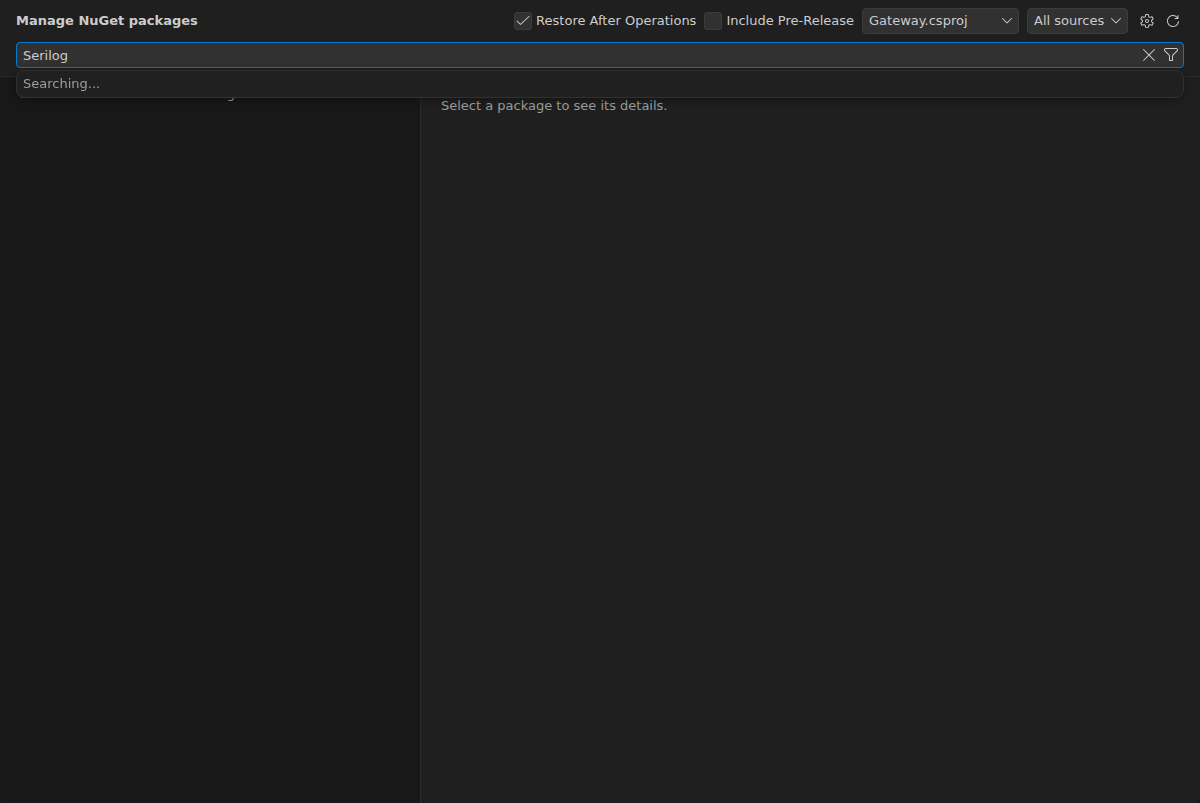 Manage NuGet packages
Restore After Operations
Include Pre-Release
Gateway.csproj
All sources
Serilog
Searching...
Select a package to see its details.